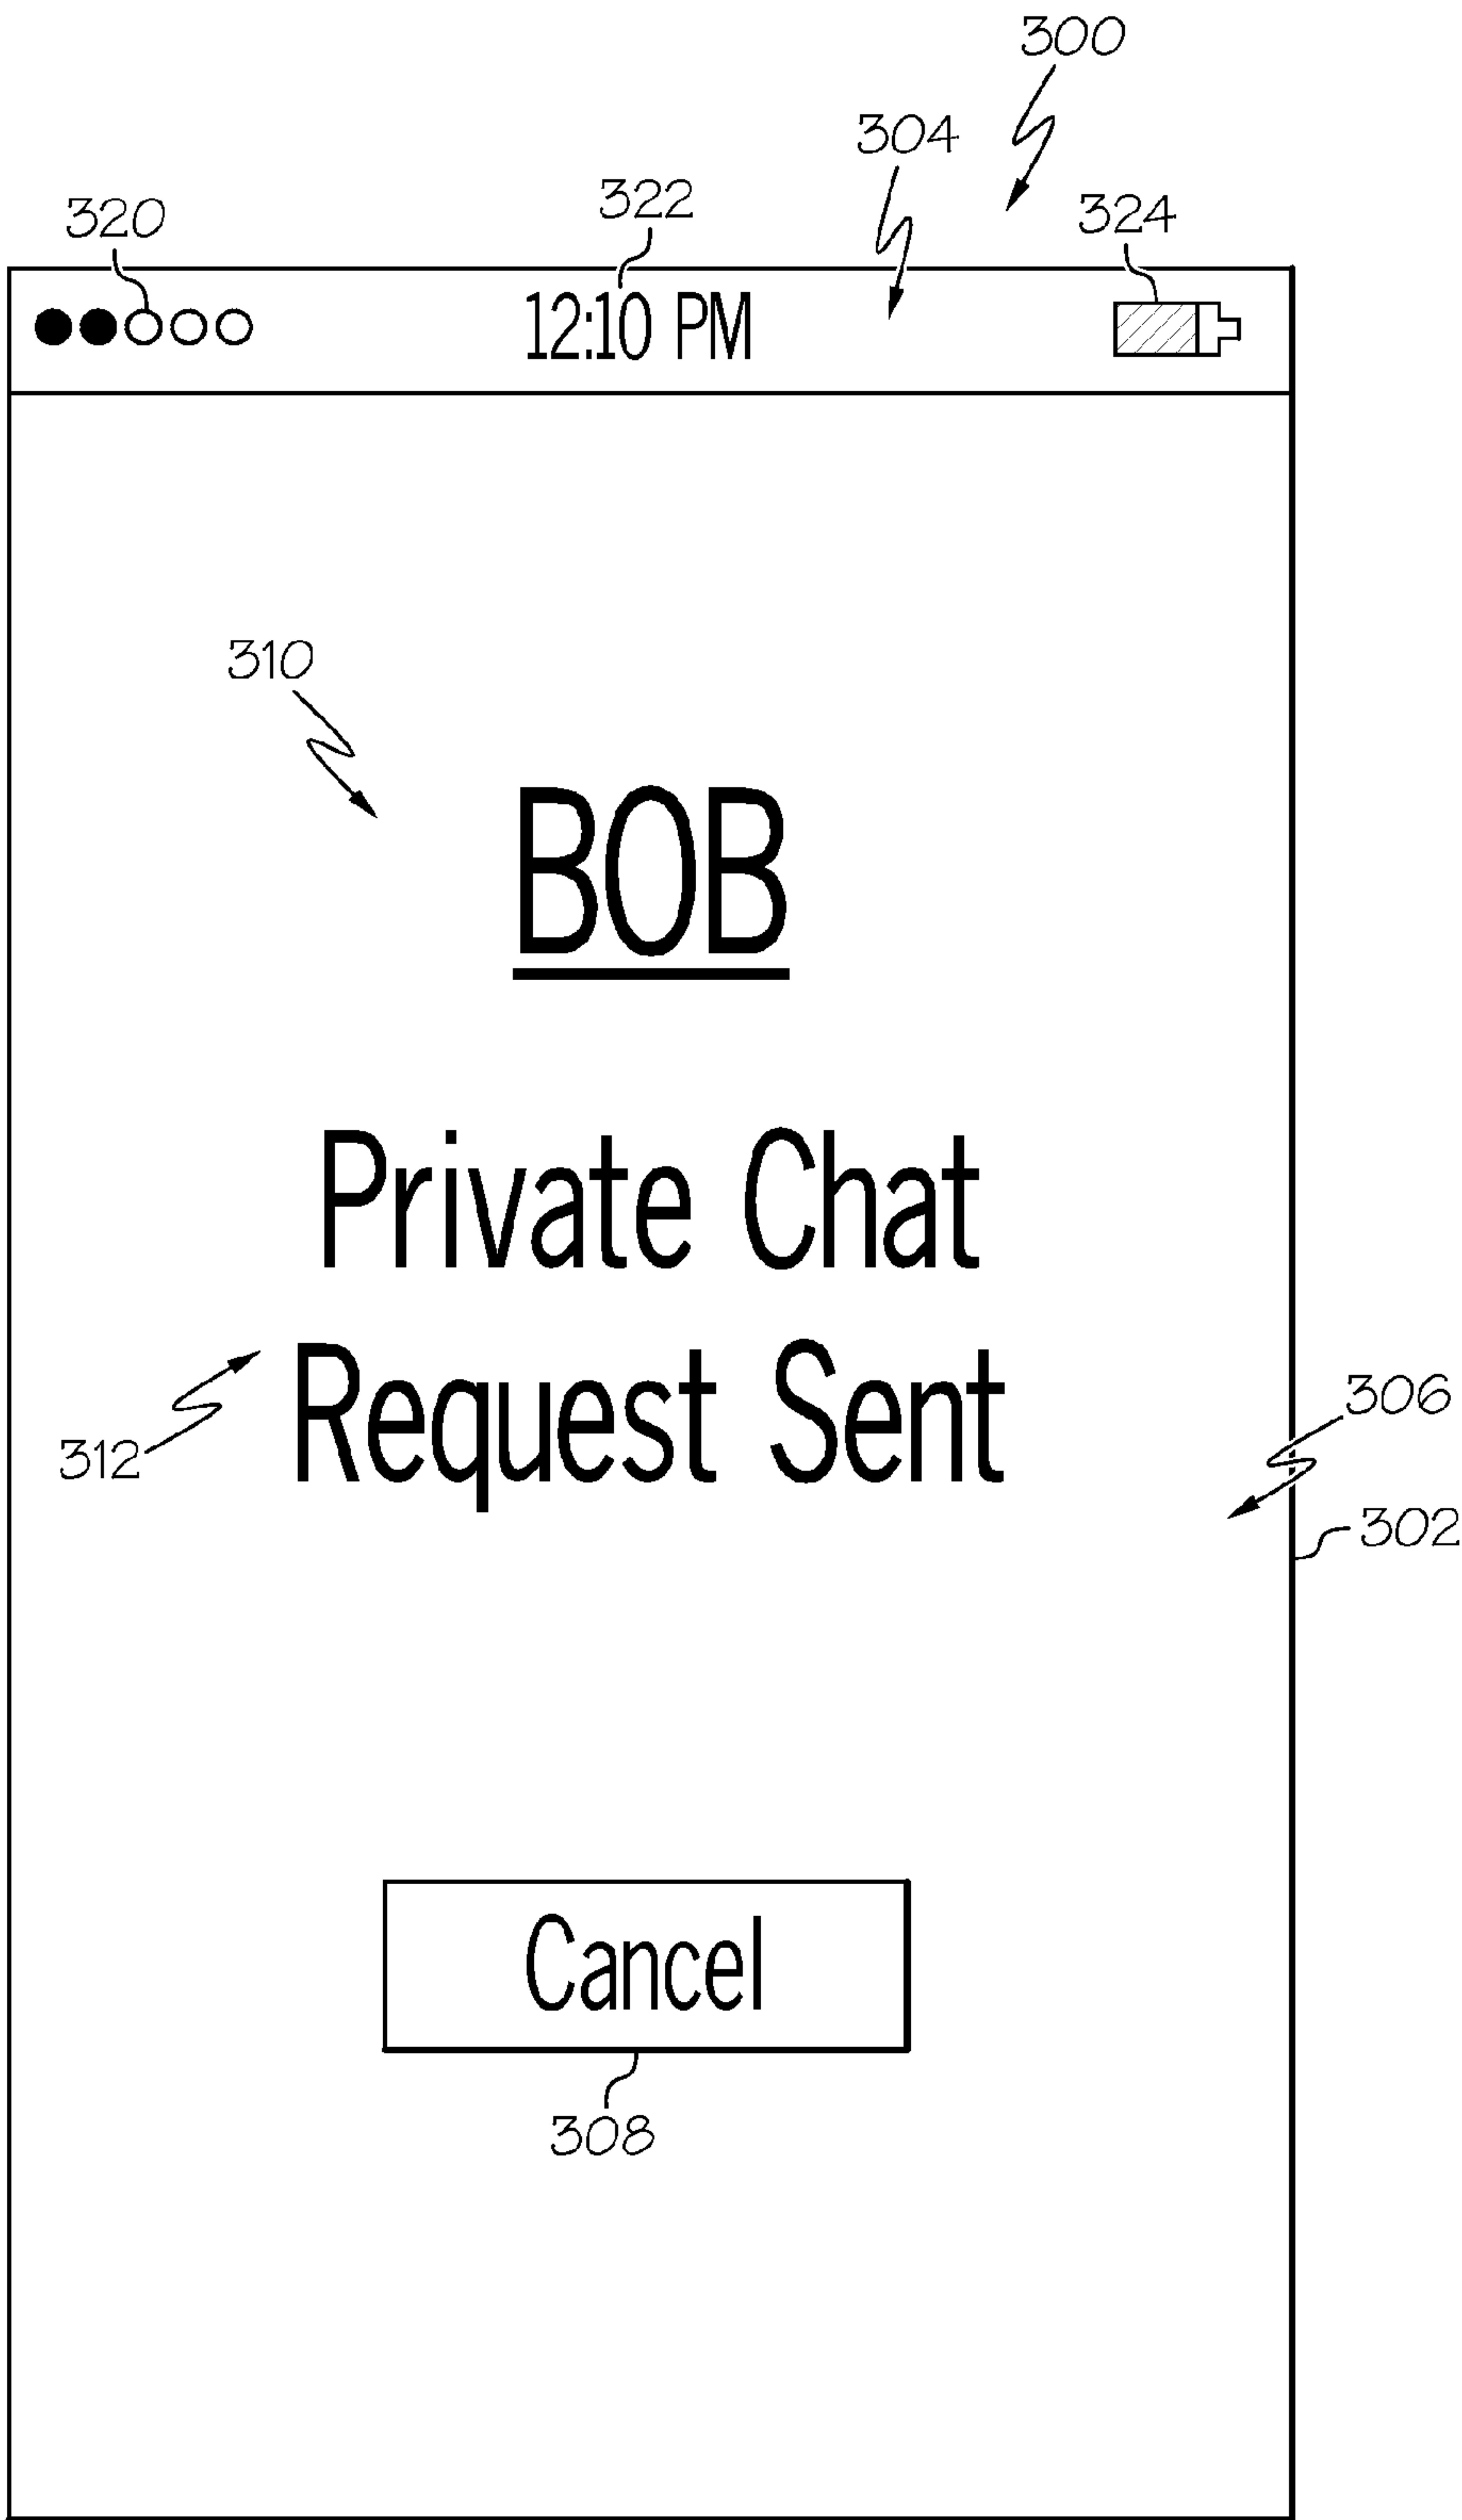 300
304
322
320
324
12:10 PM
310
BOB
Private Chat
Request Sent
306
312
302
Cancel
308